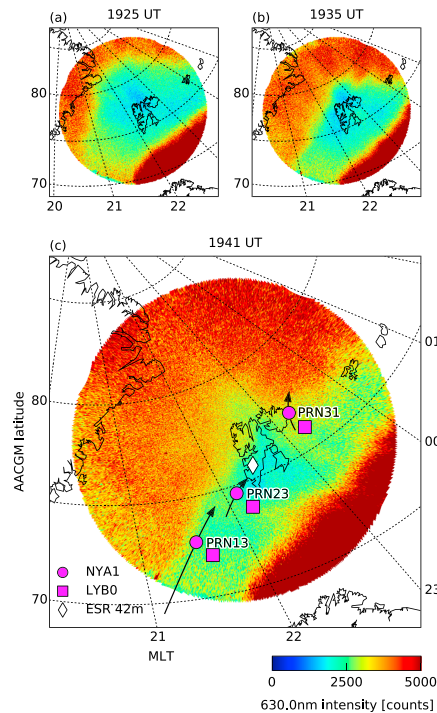 1925 UT
1935 UT
(a)
(b)
80
80
70
70
20
21
22
21
22
1941 UT
(c)
01
80
00
PRN31
AACGM latitude
PRN23
PRN13
NYA1
LYB0
ESR 42m
23
70
21
22
MLT
0
2500
5000
630.0nm intensity [counts]